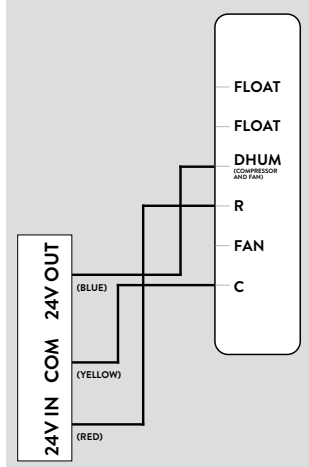 FLOAT
FLOAT
DHUM
(COMPRESSOR
AND FAN)
R
FAN
C
24V OUT
(BLUE)
COM
(YELLOW)
24V IN
(RED)